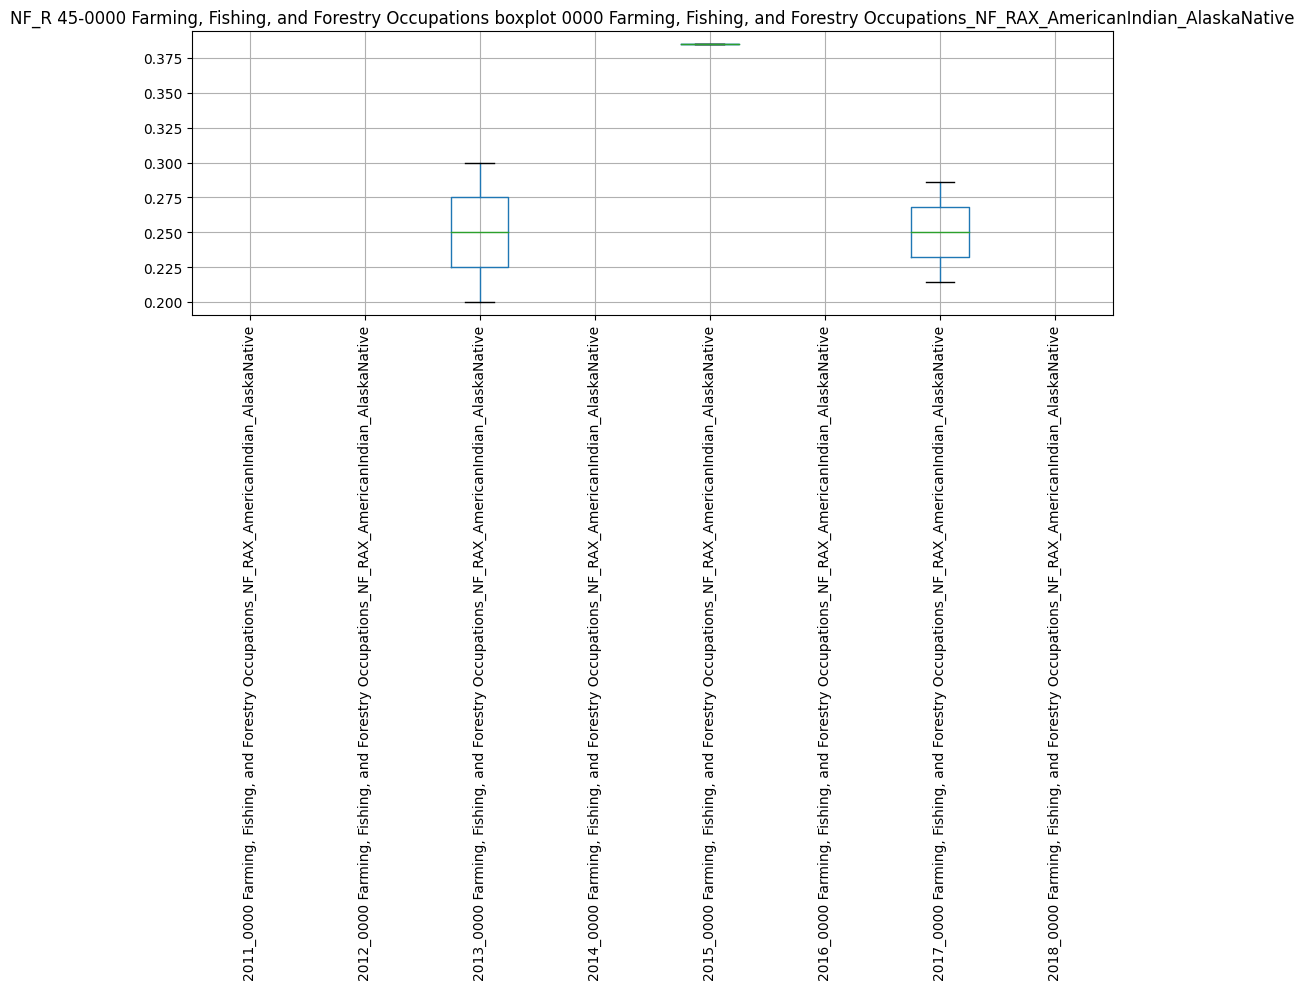 NF_R 45-0000 Farming, Fishing, and Forestry Occupations boxplot 0000 Farming, Fishing, and Forestry Occupations_NF_RAX_AmericanIndian_AlaskaNative
0.375
0.350
0.325
0.300
0.275
0.250
0.225
0.200
2011_0000 Farming, Fishing, and Forestry Occupations_NF_RAX_AmericanIndian_AlaskaNative
2012_0000 Farming, Fishing, and Forestry Occupations_NF_RAX_AmericanIndian_AlaskaNative
2013_0000 Farming, Fishing, and Forestry Occupations_NF_RAX_AmericanIndian_AlaskaNative
2014_0000 Farming, Fishing, and Forestry Occupations_NF_RAX_AmericanIndian_AlaskaNative
2015_0000 Farming, Fishing, and Forestry Occupations_NF_RAX_AmericanIndian_AlaskaNative
2016_0000 Farming, Fishing, and Forestry Occupations_NF_RAX_AmericanIndian_AlaskaNative
2017_0000 Farming, Fishing, and Forestry Occupations_NF_RAX_AmericanIndian_AlaskaNative
2018_0000 Farming, Fishing, and Forestry Occupations_NF_RAX_AmericanIndian_AlaskaNative